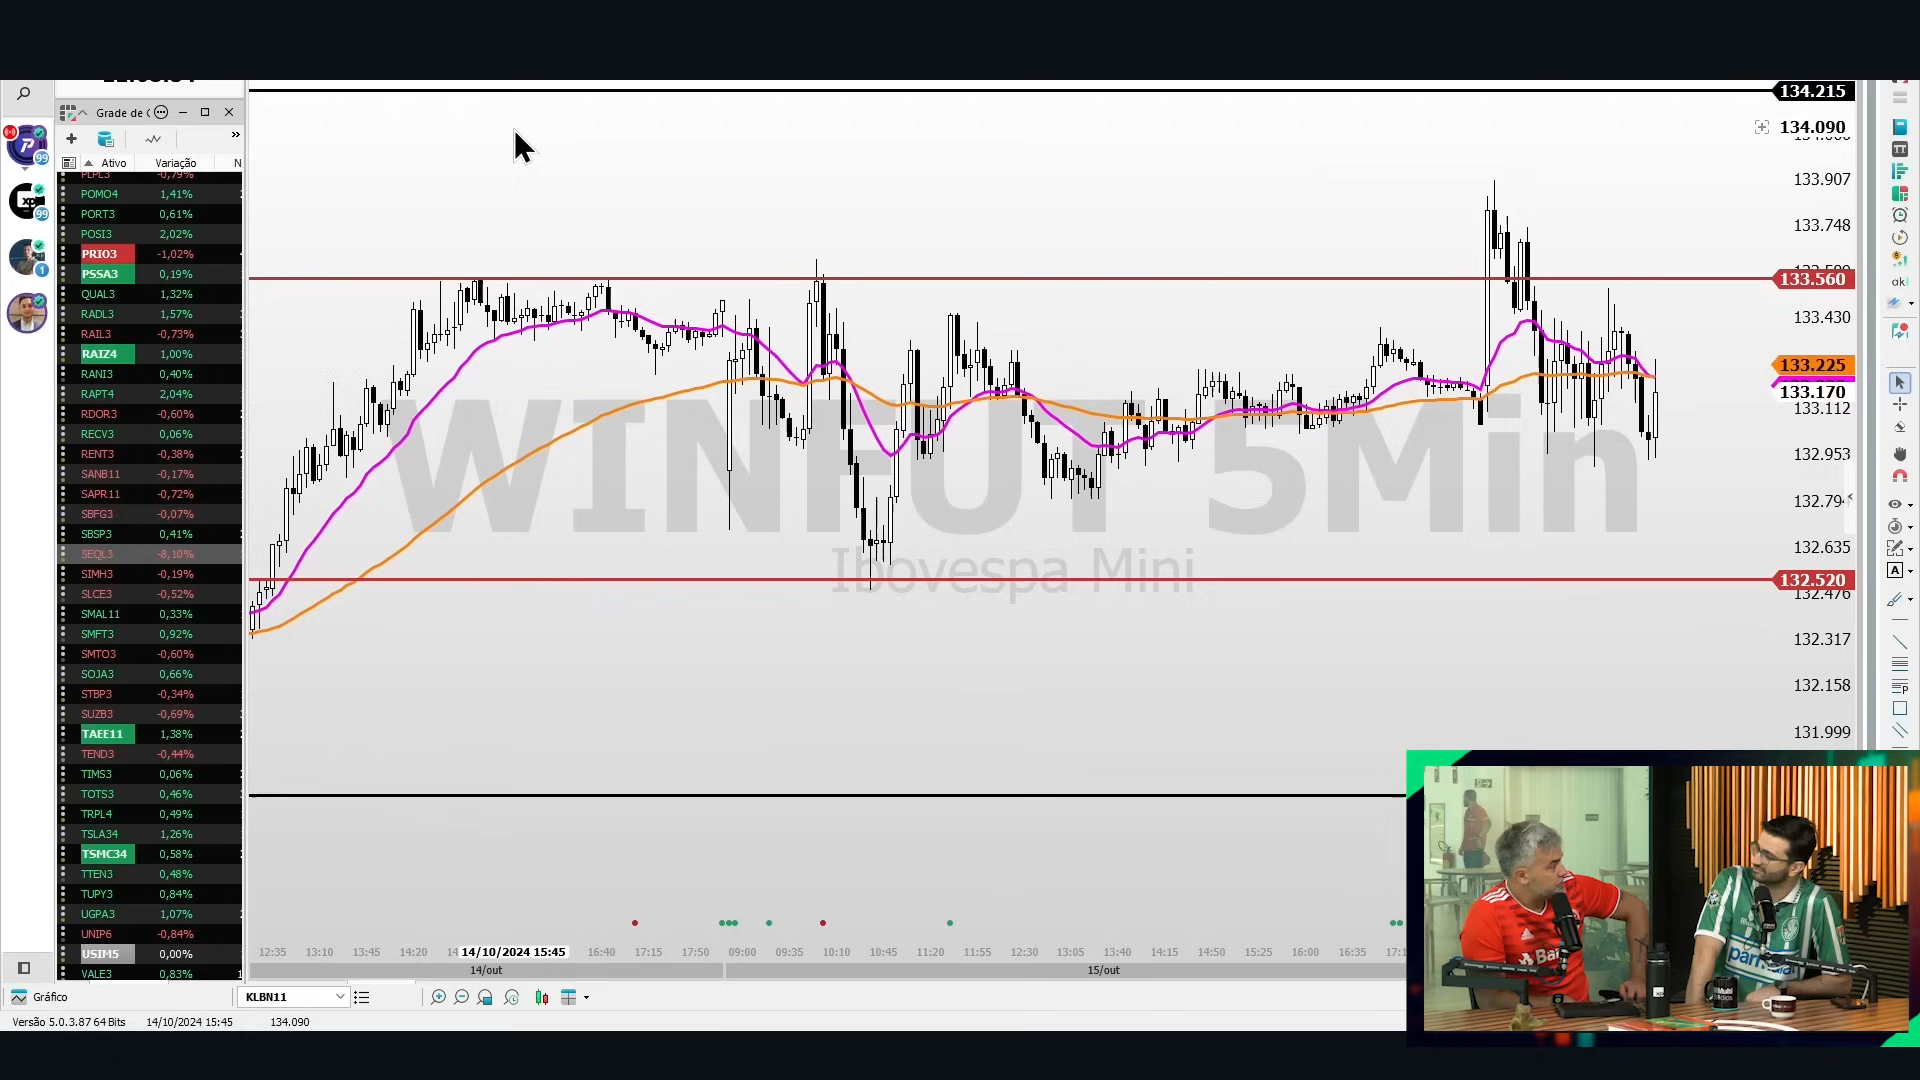 Grade de C
Ativo Variação N
PLPL3 -0,79%
POMO4 1,41%
PORT3 0,61%
POSI3 2,02%
PRIO3 -1,02%
PSSA3 0,19%
QUAL3 1,32%
RADL3 1,57%
RAIL3 -0,73%
RAIZ4 1,00%
RANI3 0,40%
RAPT4 2,04%
RDOR3 -0,60%
RECV3 0,06%
RENT3 -0,38%
SANB11 -0,17%
SAPR11 -0,72%
SBFG3 -0,07%
SBSP3 0,41%
SEQL3 -8,10%
SIMH3 -0,19%
SLCE3 -0,52%
SMAL11 0,33%
SMFT3 0,92%
SMTO3 -0,60%
SOJA3 0,66%
STBP3 -0,34%
SUZB3 -0,69%
TAEE11 1,38%
TEND3 -0,44%
TIMS3 0,06%
TOTS3 0,46%
TRPL4 0,49%
TSLA34 1,26%
TSMC34 0,58%
TTEN3 0,48%
TUPY3 0,84%
UGPA3 1,07%
UNIP6 -0,84%
USIM5 0,00%
VALE3 0,83%
99
xp
99
1
WINFUT 5Min
Ibovespa Mini
134.215
134.090
133.907
133.748
133.560
133.430
133.225
133.170
133.112
132.953
132.794
132.635
132.520
132.476
132.317
132.158
131.999
12:35 13:10 13:45 14:20 14/10/2024 15:45 16:40 17:15 17:50 09:00 09:35 10:10 10:45 11:20 11:55 12:30 13:05 13:40 14:15 14:50 15:25 16:00 16:35
14/out 15/out
Gráfico KLBN11
Versão 5.0.3.87 64 Bits 14/10/2024 15:45 134.090
parmalat